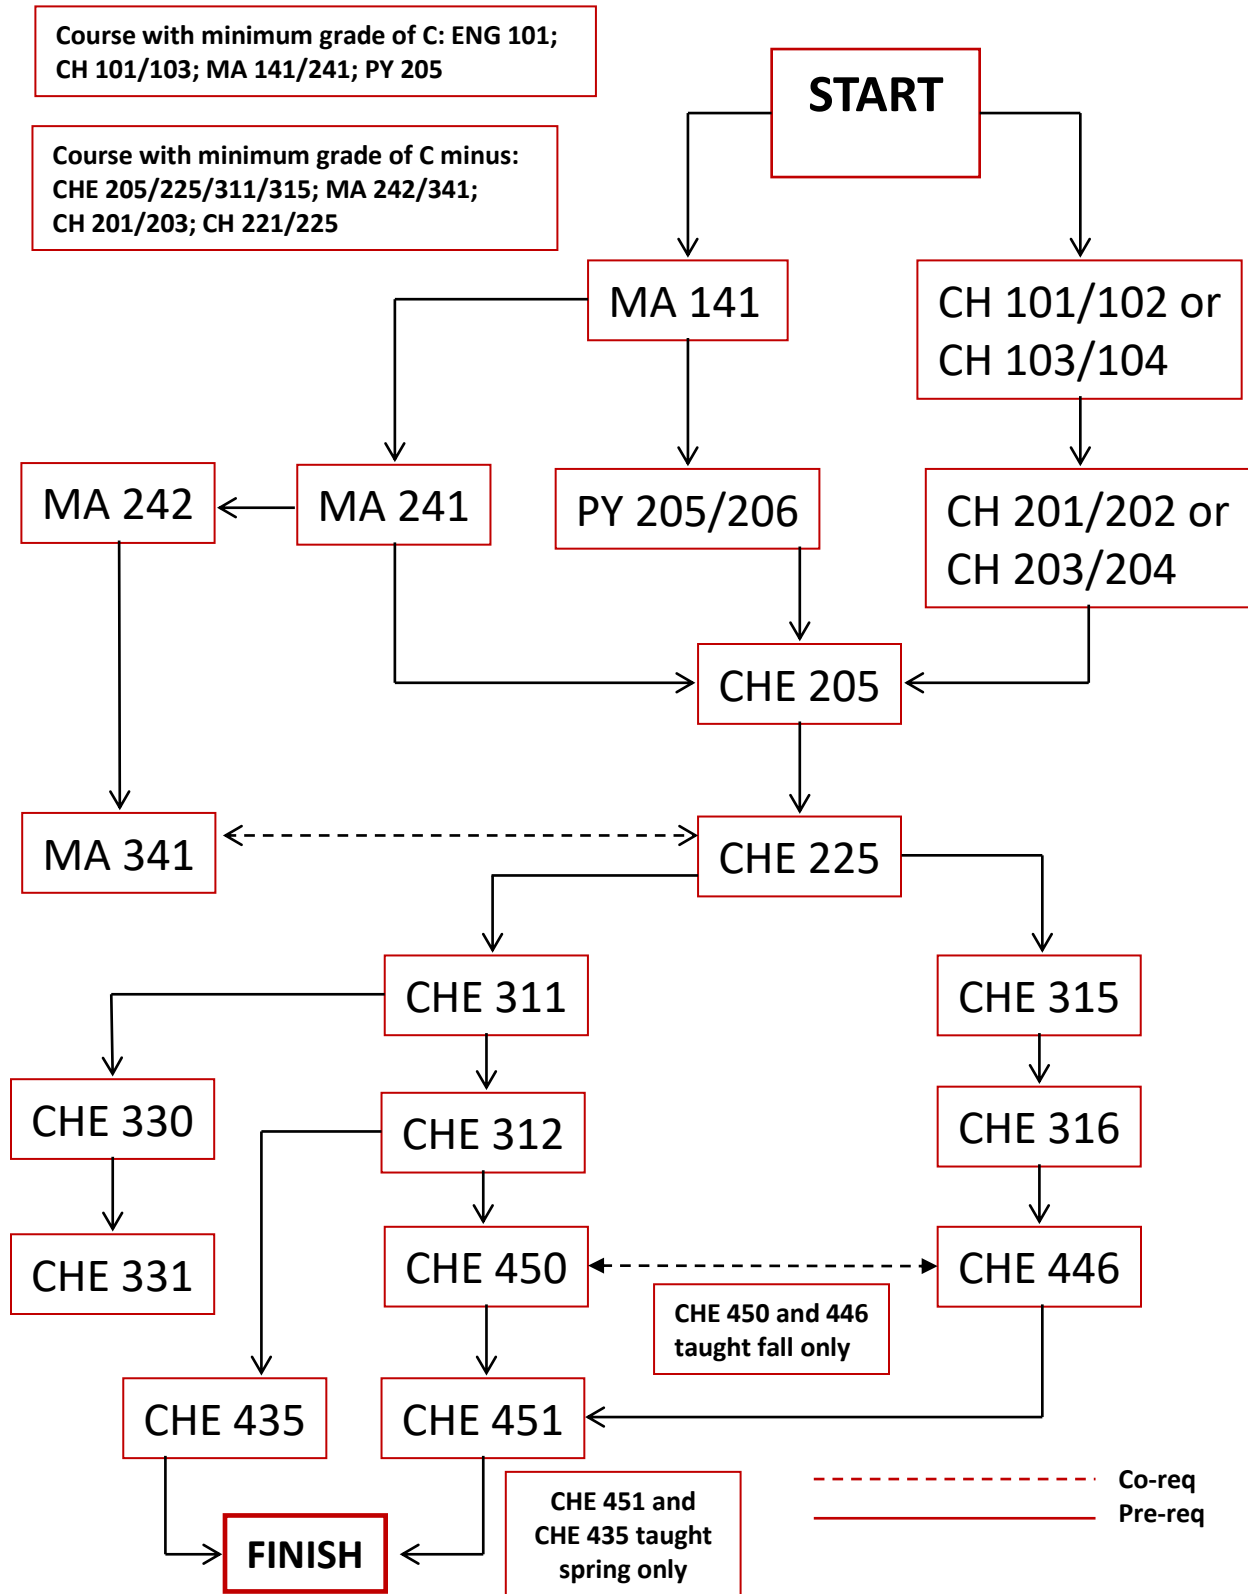 Course with minimum grade of C: ENG 101;
CH 101/103; MA 141/241; PY 205
START
Course with minimum grade of C minus:
CHE 205/225/311/315; MA 242/341;
CH 201/203; CH 221/225
MA 141
CH 101/102 or
CH 103/104
MA 242
MA 241
PY 205/206
CH 201/202 or
CH 203/204
CHE 205
MA 341
CHE 225
CHE 311
CHE 315
CHE 330
CHE 312
CHE 316
CHE 331
CHE 450
CHE 446
CHE 450 and 446
taught fall only
CHE 435
CHE 451
Co-req
Pre-req
CHE 451 and
CHE 435 taught
spring only
FINISH